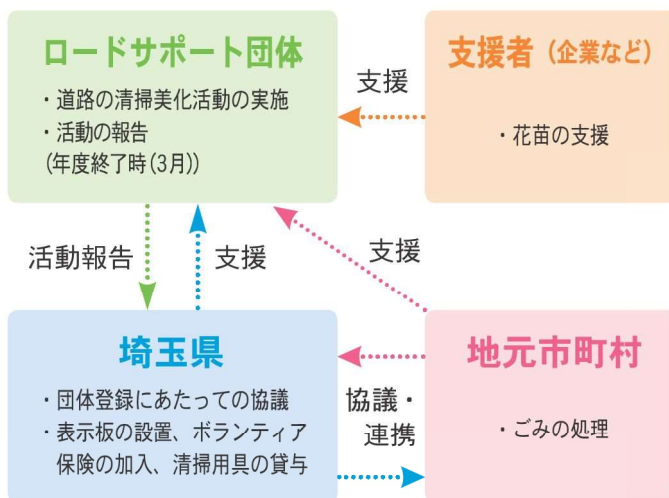 ロードサポート団体
・道路の清掃美化活動の実施
・活動の報告
(年度終了時(3月))
支援
支援者(企業など)
・花苗の支援
活動報告
支援
支援
埼玉県
・団体登録にあたっての協議
・表示板の設置、ボランティア
保険の加入、清掃用具の貸与
協議・
連携
地元市町村
・ごみの処理